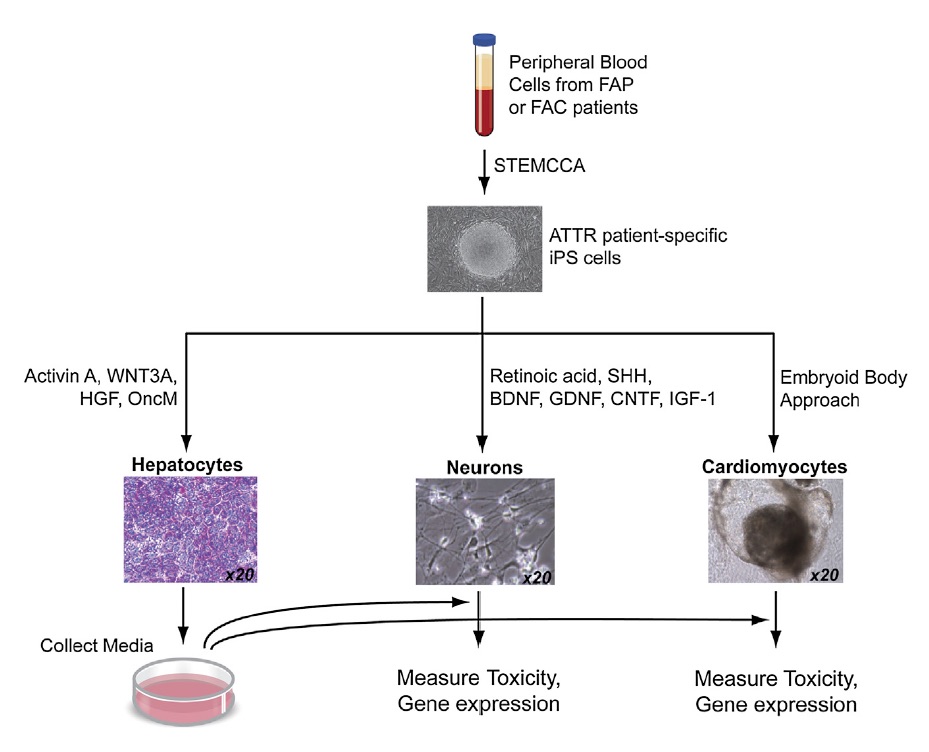 Peripheral Blood
Cells from FAP
or FAC patients
STEMCCA
ATTR patient-specific
iPS cells
Activin A, WNT3A,
HGF, OncM
Retinoic acid, SHH,
BDNF, GDNF, CNTF, IGF-1
Embryoid Body
Approach
Hepatocytes
Neurons
Cardiomyocytes
x20
x20
x20
Collect Media
Measure Toxicity,
Gene expression
Measure Toxicity,
Gene expression